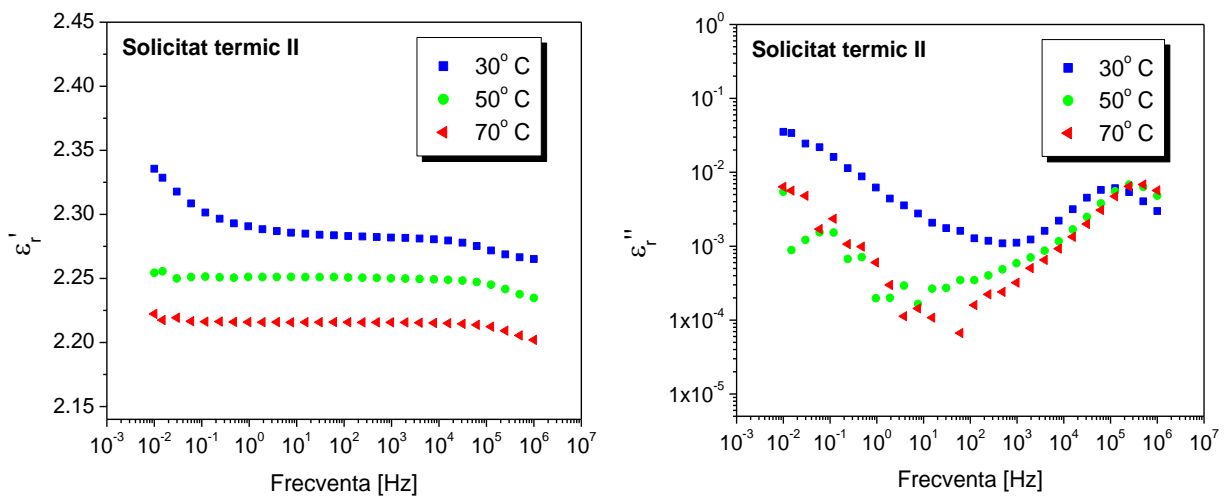 Solicitat termic II
30° C
50° C
70° C
2.45
2.40
2.35
2.30
2.25
2.20
2.15
εr'
10-3 10-2 10-1 100 101 102 103 104 105 106 107
Frecventa [Hz]
Solicitat termic II
30° C
50° C
70° C
100
10-1
10-2
10-3
1x10-4
1x10-5
εr''
10-3 10-2 10-1 100 101 102 103 104 105 106 107
Frecventa [Hz]